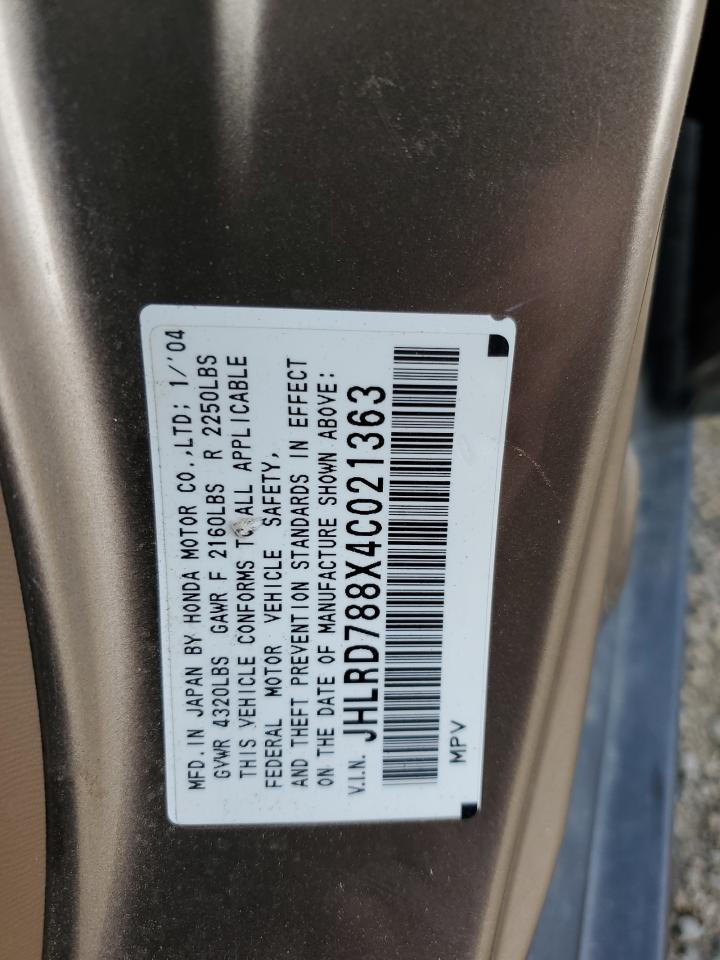 MFD. IN JAPAN BY HONDA MOTOR CO.,LTD; 1/'04
GVWR 4320LBS GAWR F 2160LBS R 2250LBS
THIS VEHICLE CONFORMS TO ALL APPLICABLE
FEDERAL MOTOR VEHICLE SAFETY,
AND THEFT PREVENTION STANDARDS IN EFFECT
ON THE DATE OF MANUFACTURE SHOWN ABOVE:
V.I.N. JHLRD788X4C021363
MPV